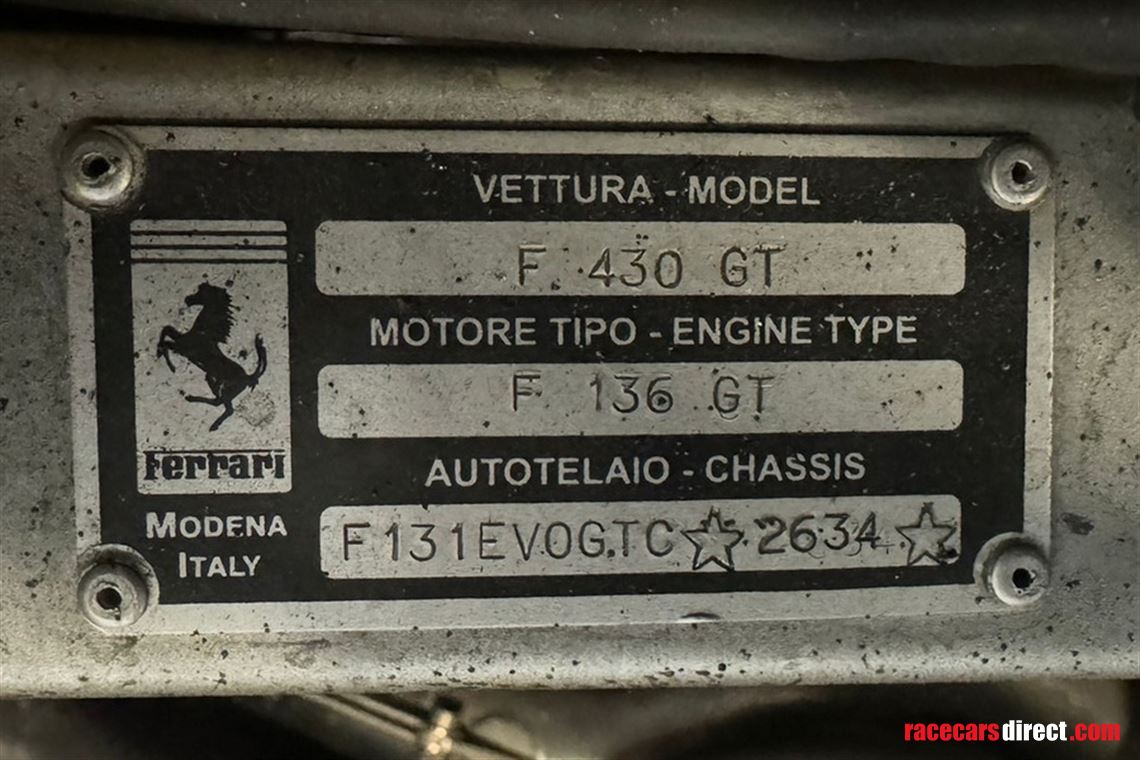 VETTURA - MODEL
F. 430 GT
MOTORE TIPO - ENGINE TYPE
F 136 GT
AUTOTELAIO - CHASSIS
F131EVOGTC☆2634☆
Ferrari
MODENA
ITALY
racecarsdirect.com